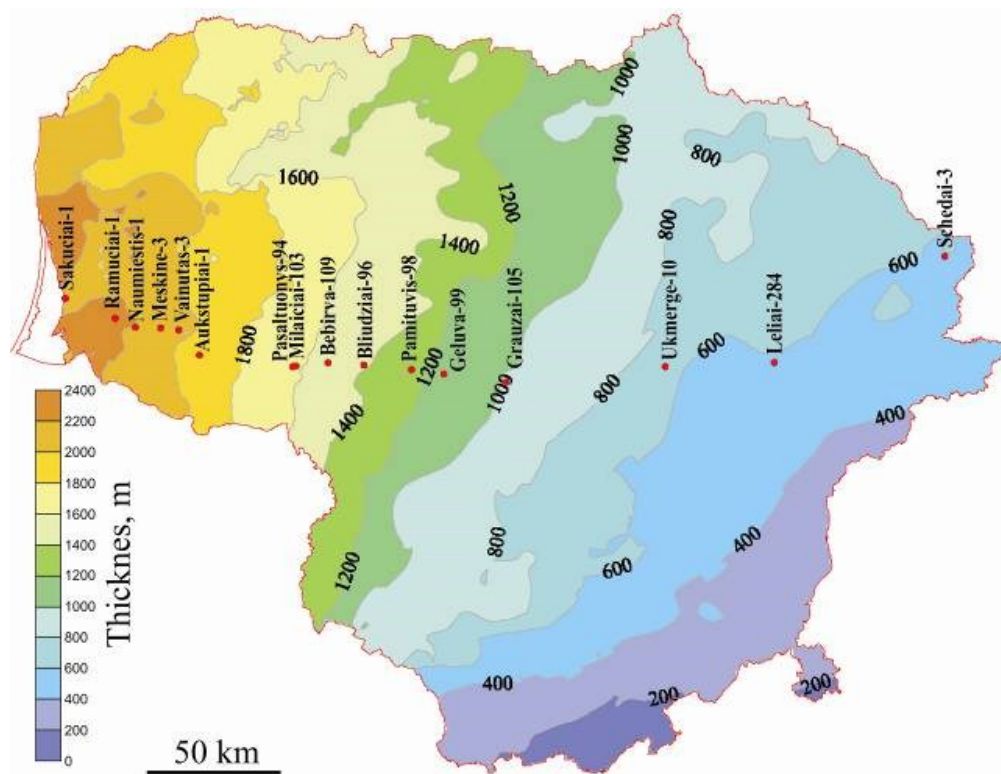 1000
1000
800
1600
1200
1400
800
600
Sakuciai-1
Ramuciai-1
Naumiestis-1
Meskine-3
Vainutas-3
Aukstupiai-1
1800
Pasaltuonys-94
Milaiciai-103
Bebirva-109
Bliudziai-96
Pamituvis-98
1200
Geluva-99
Grauzai-105
1000
Ukmerge-10
Leliai-284
Schedai-3
600
800
1400
400
2400
2200
2000
1800
1600
1400
1200
1000
800
600
400
200
0
Thicknes, m
1200
800
600
400
400
200
200
50 km